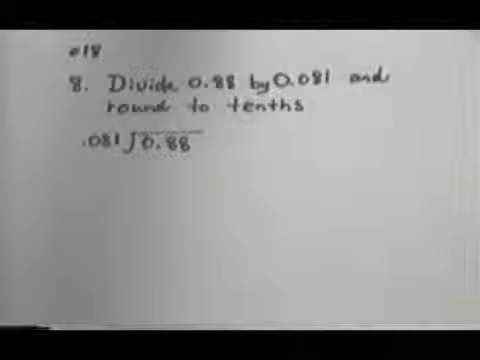 #18
8. Divide 0.88 by 0.081 and
round to tenths
.081 0.88